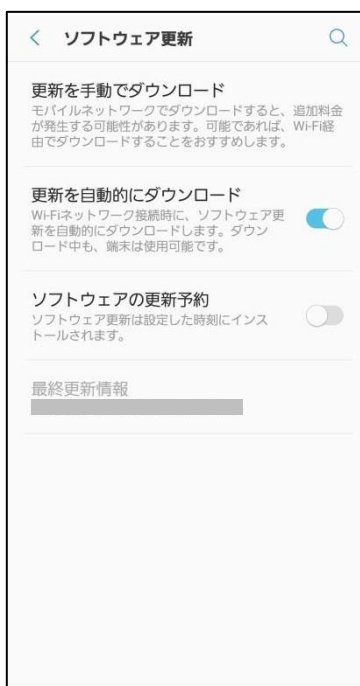 ソフトウェア更新
更新を手動でダウンロード
モバイルネットワークでダウンロードすると、追加料金
が発生する可能性があります。可能であれば、Wi-Fi経
由でダウンロードすることをおすすめします。
更新を自動的にダウンロード
Wi-Fiネットワーク接続時に、ソフトウェア更
新を自動的にダウンロードします。ダウン
ロード中も、端末は使用可能です。
ソフトウェアの更新予約
ソフトウェア更新は設定した時刻にインス
トールされます。
最終更新情報